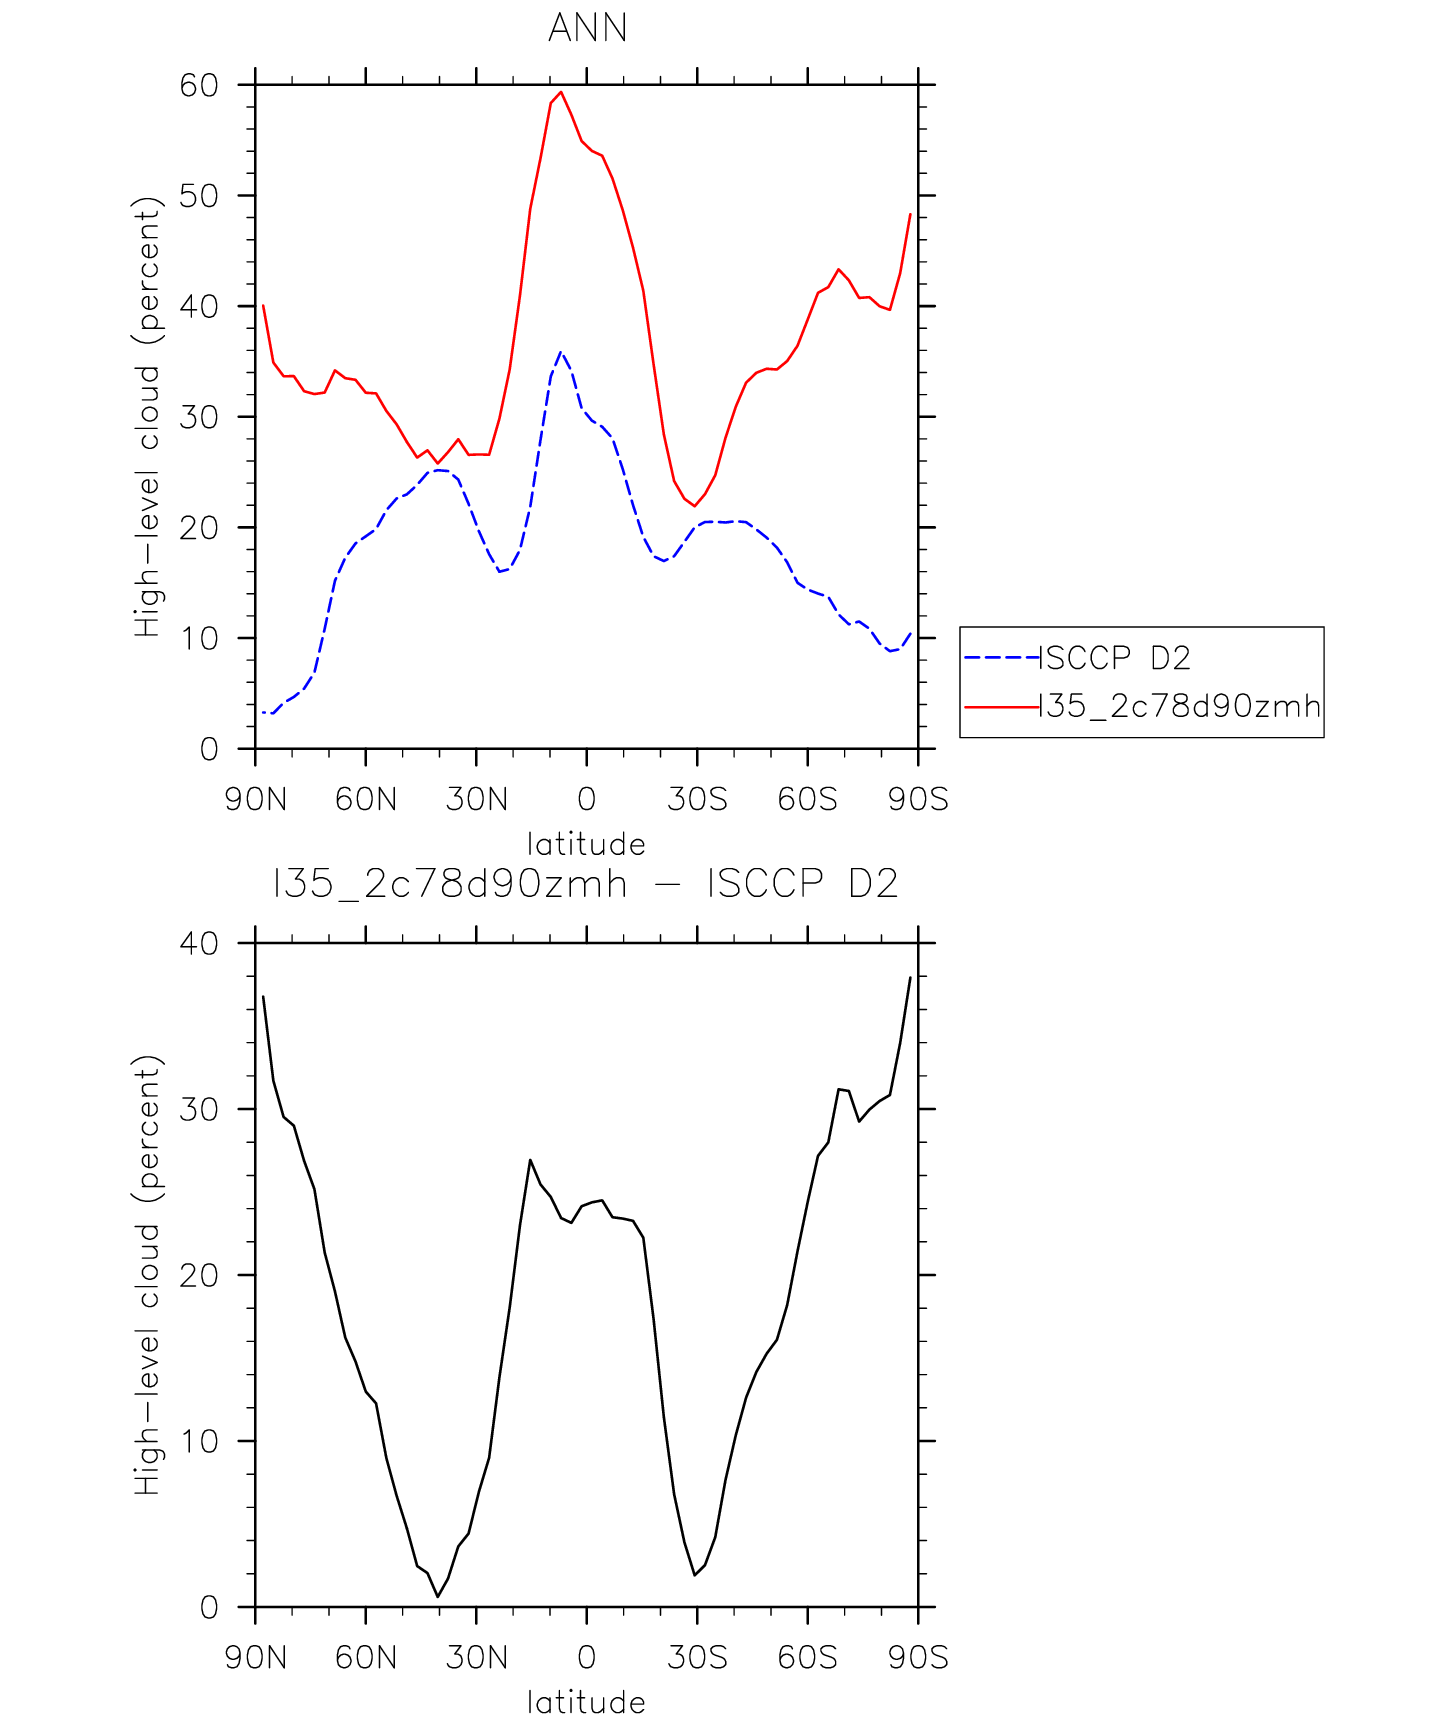 ANN
60
50
40
30
20
10
0
High-level cloud (percent)
90N 60N 30N 0 30S 60S 90S
latitude
ISCCP D2
I35_2c78d90zmh
I35_2c78d90zmh - ISCCP D2
40
30
20
10
0
High-level cloud (percent)
90N 60N 30N 0 30S 60S 90S
latitude